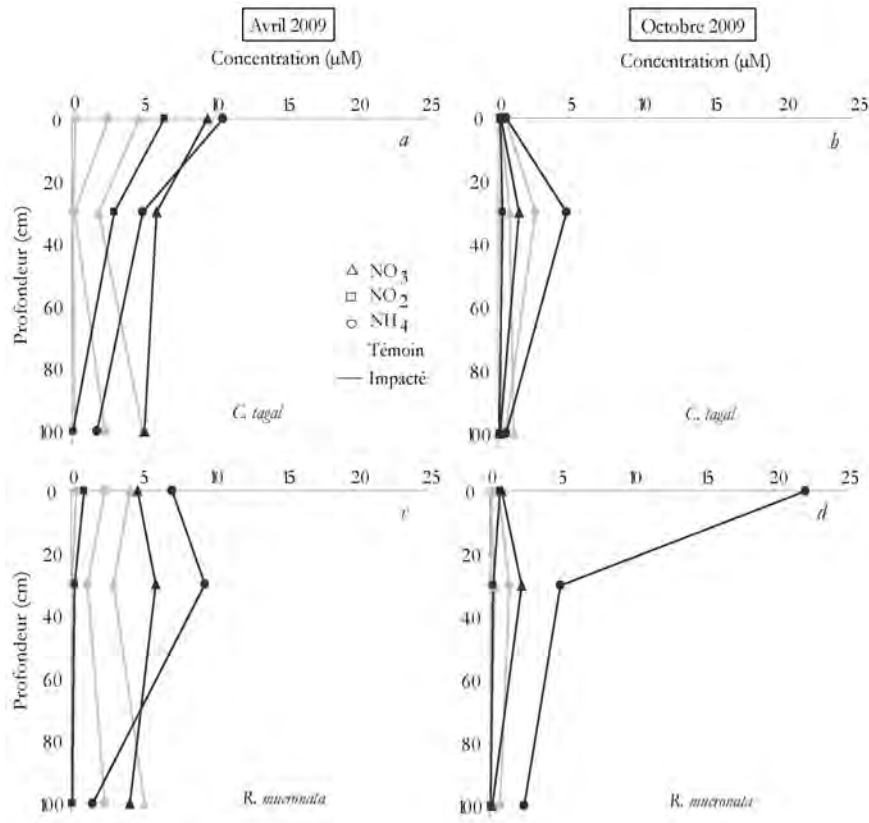 Avril 2009
Octobre 2009
Concentration (μM)
Concentration (μM)
0 5 10 15 20 25
0 5 10 15 20 25
a
b
Profondeur (cm)
0
20
40
60
80
100
0
20
40
60
80
100
NO3
NO2
NH4
Témoin
Impacté
C. tagal
C. tagal
0 5 10 15 20 25
0 5 10 15 20 25
d
Profondeur (cm)
0
20
40
60
80
100
0
20
40
60
80
100
R. mucronata
R. mucronata